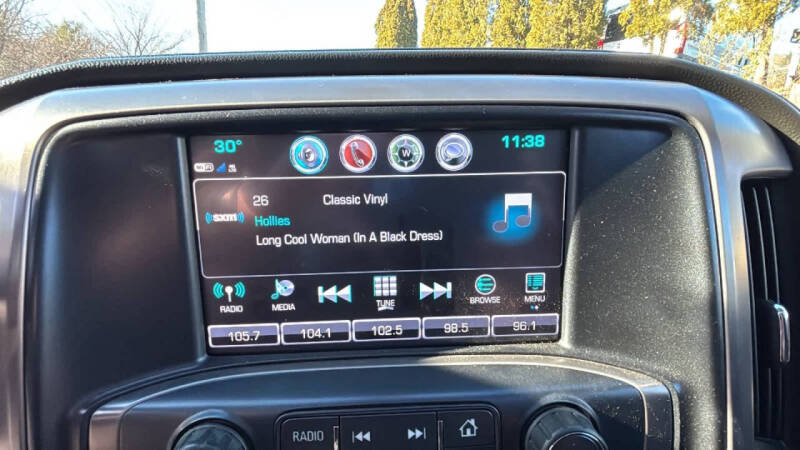 30°
11:38
W
26 Classic Vinyl
((sxm))
Hollies
Long Cool Woman (In A Black Dress)
RADIO MEDIA TUNE BROWSE MENU
105.7 104.1 102.5 98.5 96.1
RADIO